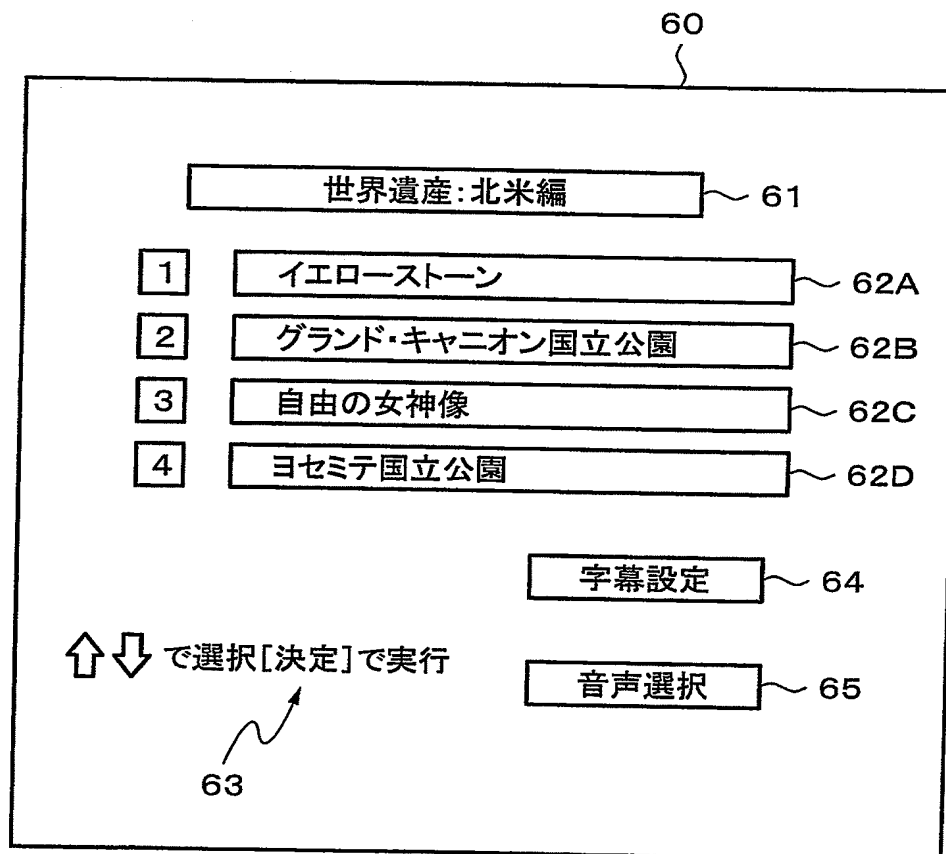 60
世界遺産:北米編 61
1 イエローストーン 62A
2 グランド・キャニオン国立公園 62B
3 自由の女神像 62C
4 ヨセミテ国立公園 62D
字幕設定 64
⇧⇩で選択[決定]で実行
音声選択 65
63